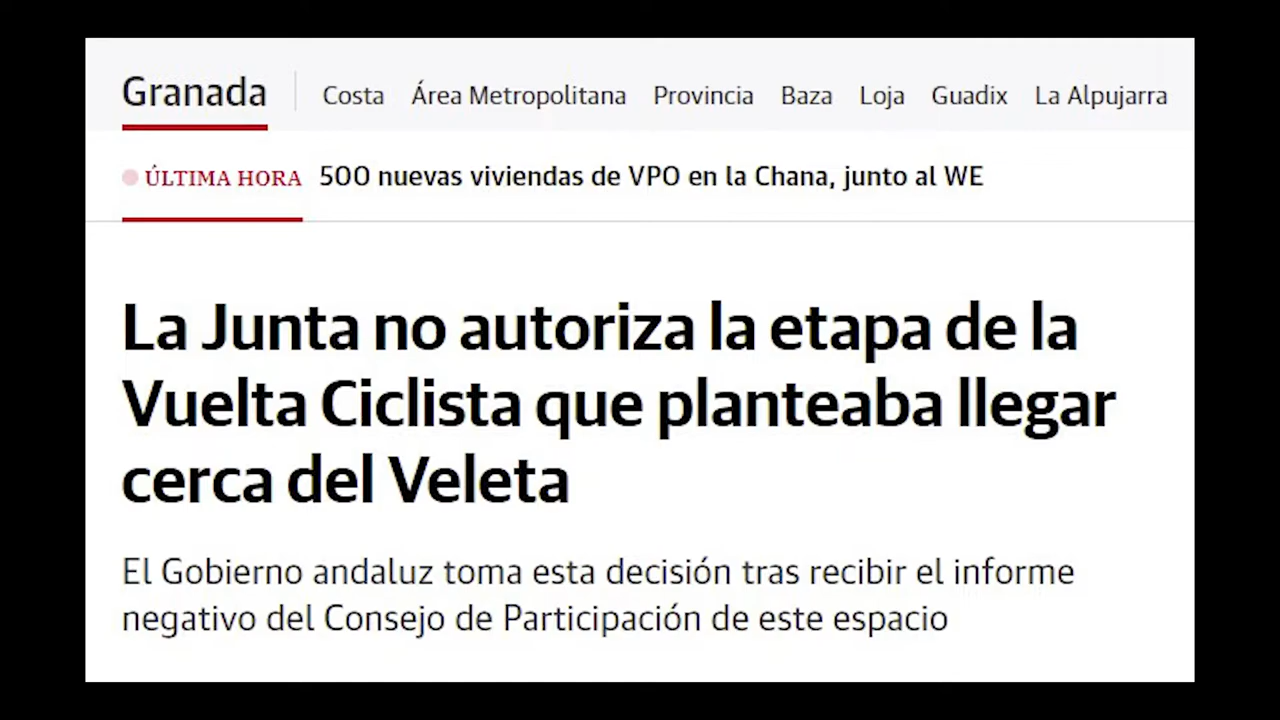 Granada Costa Área Metropolitana Provincia Baza Loja Guadix La Alpujarra
ÚLTIMA HORA 500 nuevas viviendas de VPO en la Chana, junto al WE
La Junta no autoriza la etapa de la
Vuelta Ciclista que planteaba llegar
cerca del Veleta
El Gobierno andaluz toma esta decisión tras recibir el informe
negativo del Consejo de Participación de este espacio